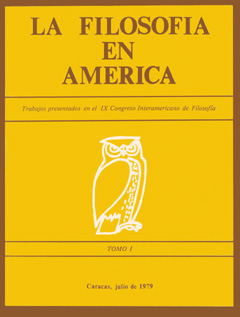 LA FILOSOFIA
EN
AMERICA
Trabajos presentados en el IX Congreso Interamericano de Filosofía
TOMO I
Caracas, julio de 1979